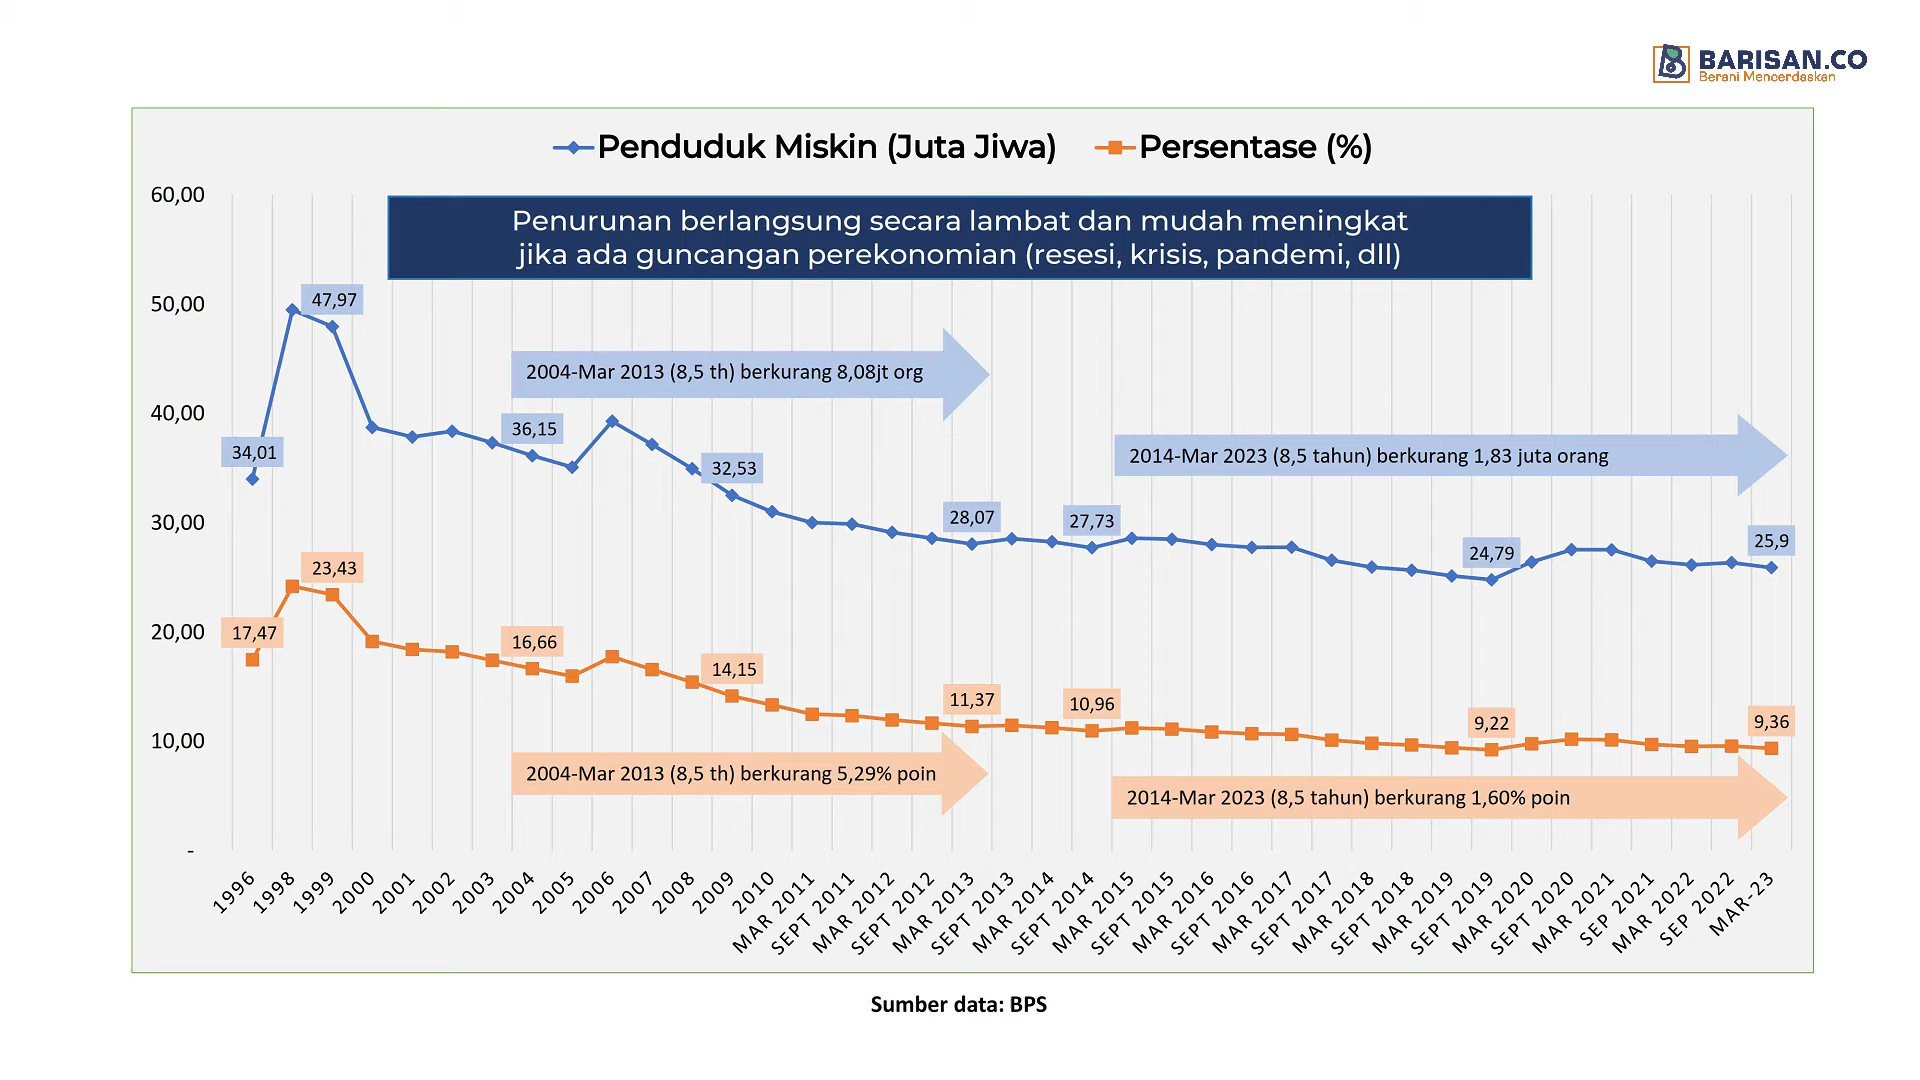 BARISAN.CO
Berani Mencerdaskan
Penduduk Miskin (Juta Jiwa)
Persentase (%)
60,00
50,00
40,00
30,00
20,00
10,00
-
Penurunan berlangsung secara lambat dan mudah meningkat
jika ada guncangan perekonomian (resesi, krisis, pandemi, dll)
2004-Mar 2013 (8,5 th) berkurang 8,08jt org
2014-Mar 2023 (8,5 tahun) berkurang 1,83 juta orang
34,01
47,97
36,15
32,53
28,07
27,73
24,79
25,9
17,47
23,43
16,66
14,15
11,37
10,96
9,22
9,36
2004-Mar 2013 (8,5 th) berkurang 5,29% poin
2014-Mar 2023 (8,5 tahun) berkurang 1,60% poin
1996
1998
1999
2000
2001
2002
2003
2004
2005
2006
2007
2008
2009
2010
MAR 2011
SEPT 2011
MAR 2012
SEPT 2012
MAR 2013
SEPT 2013
MAR 2014
SEPT 2014
MAR 2015
SEPT 2015
MAR 2016
SEPT 2016
MAR 2017
SEPT 2017
MAR 2018
SEPT 2018
MAR 2019
SEPT 2019
MAR 2020
SEPT 2020
MAR 2021
SEP 2021
MAR 2022
SEP 2022
MAR-23
Sumber data: BPS